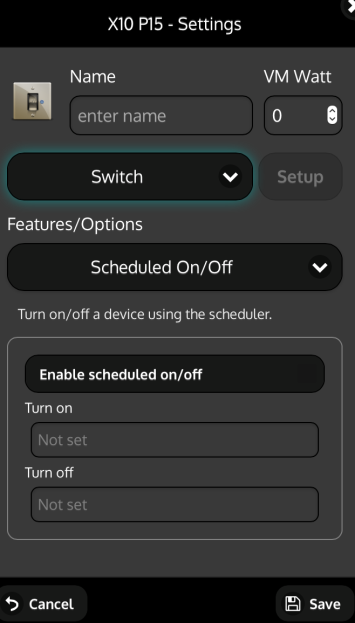 X10 P15 - Settings
Name
VM Watt
enter name
0
Switch
Setup
Features/Options
Scheduled On/Off
Turn on/off a device using the scheduler.
Enable scheduled on/off
Turn on
Not set
Turn off
Not set
Cancel
Save